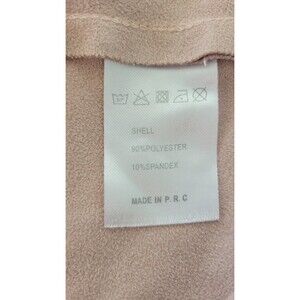 SHELL
90%POLYESTER
10%SPANDEX
MADE IN P. R. C